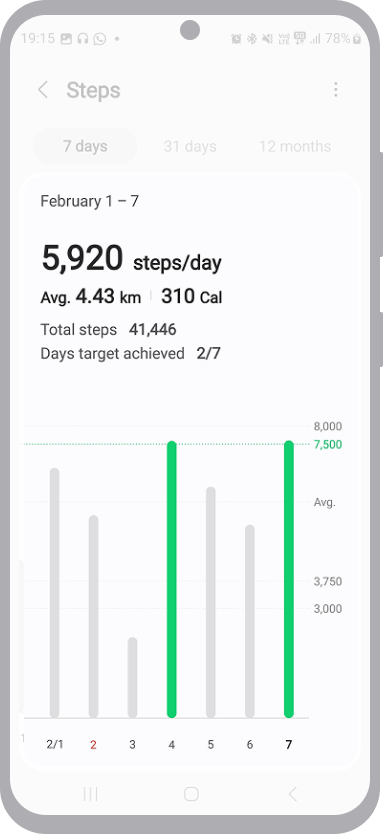 19:15 78%
Steps
7 days 31 days 12 months
February 1 – 7
5,920 steps/day
Avg. 4.43 km 310 Cal
Total steps 41,446
Days target achieved 2/7
8,000
7,500
Avg.
3,750
3,000
1 2/1 2 3 4 5 6 7